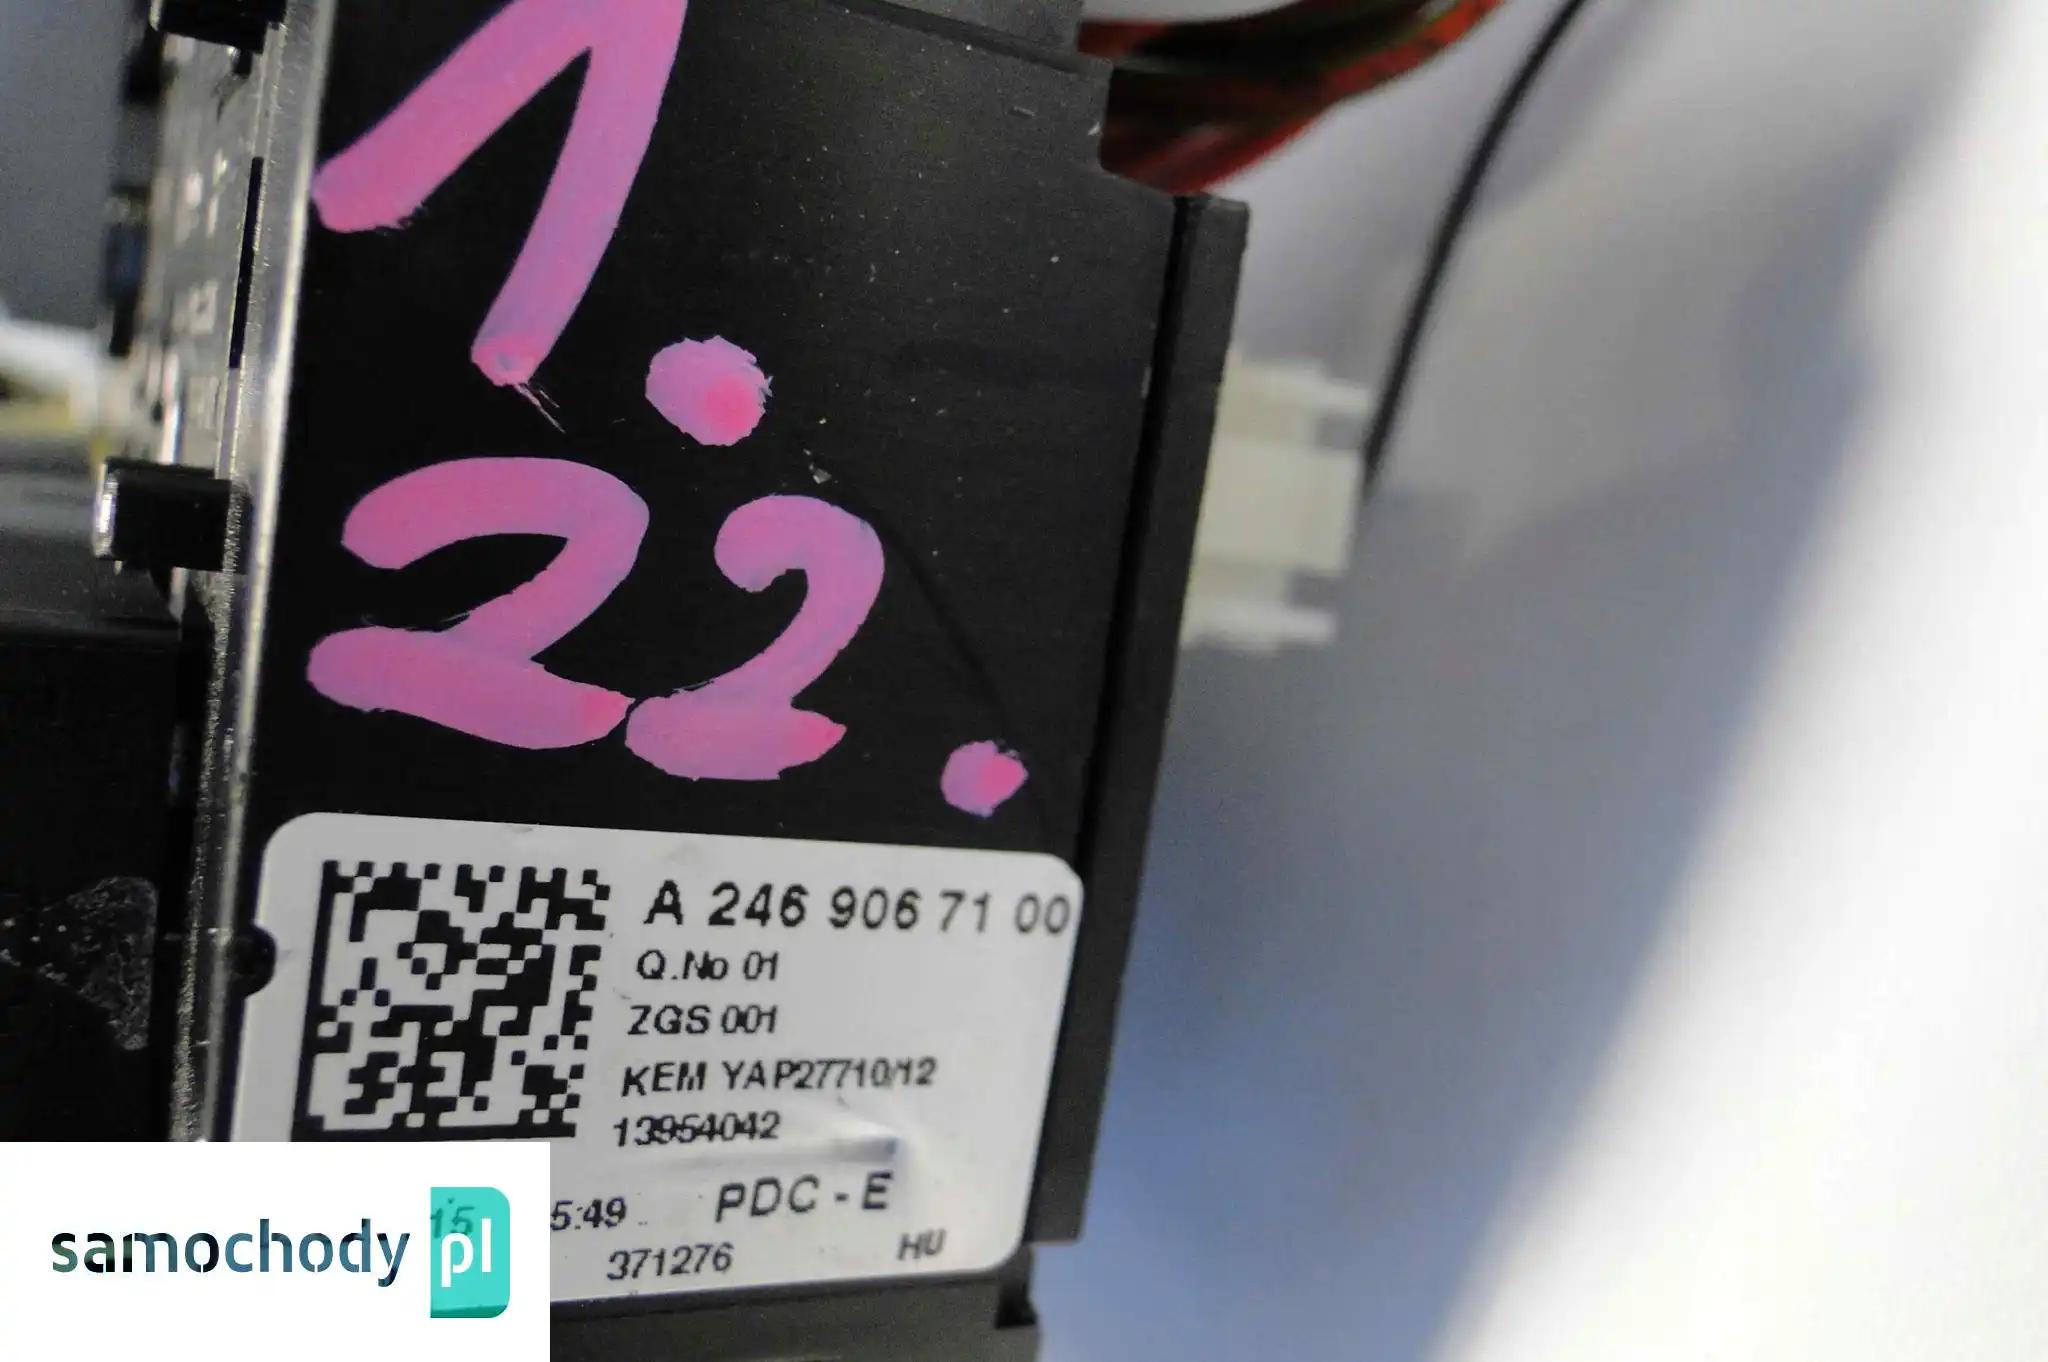 1.
22.
A 246 906 71 00
Q.No 01
ZGS 001
KEM YAP27710/12
13954042
15 5:49 PDC - E
371276 HU
samochody pl